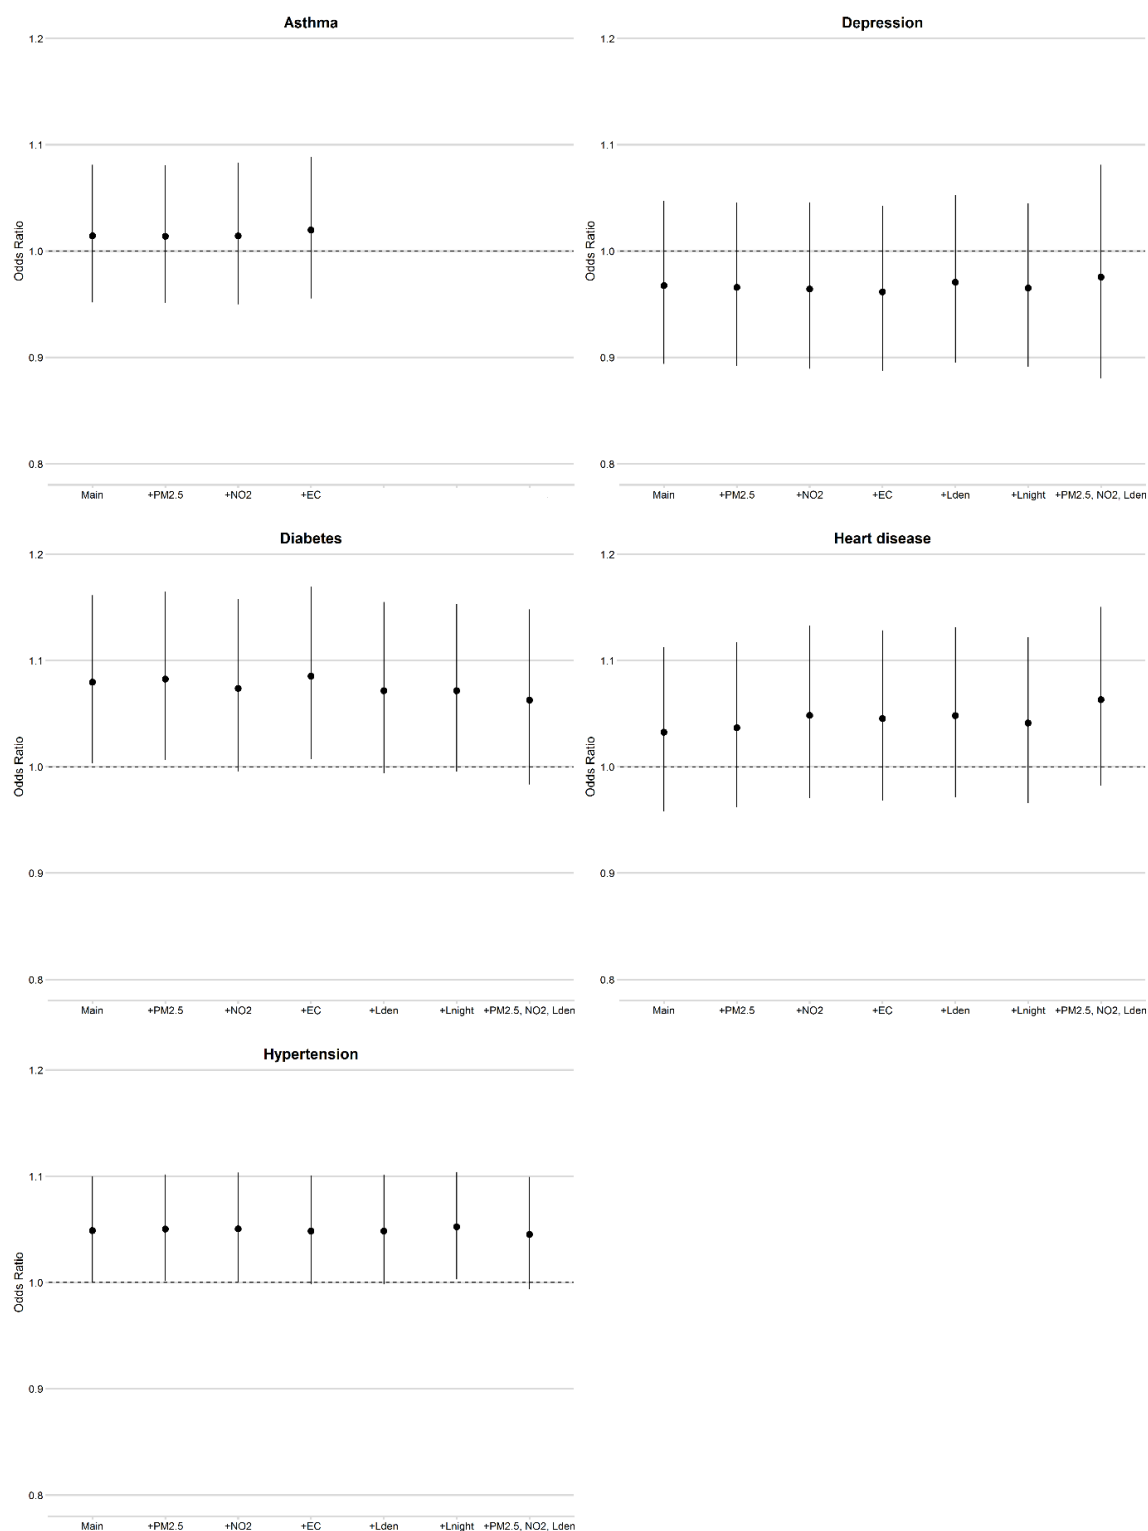 Asthma
1.2
1.1
1.0
0.9
0.8
Odds Ratio
Main +PM2.5 +NO2 +EC
Depression
1.2
1.1
1.0
0.9
0.8
Odds Ratio
Main +PM2.5 +NO2 +EC +Lden +Lnight +PM2.5, NO2, Lden
Diabetes
1.2
1.1
1.0
0.9
0.8
Odds Ratio
Main +PM2.5 +NO2 +EC +Lden +Lnight +PM2.5, NO2, Lden
Heart disease
1.2
1.1
1.0
0.9
0.8
Odds Ratio
Main +PM2.5 +NO2 +EC +Lden +Lnight +PM2.5, NO2, Lden
Hypertension
1.2
1.1
1.0
0.9
0.8
Odds Ratio
Main +PM2.5 +NO2 +EC +Lden +Lnight +PM2.5, NO2, Lden